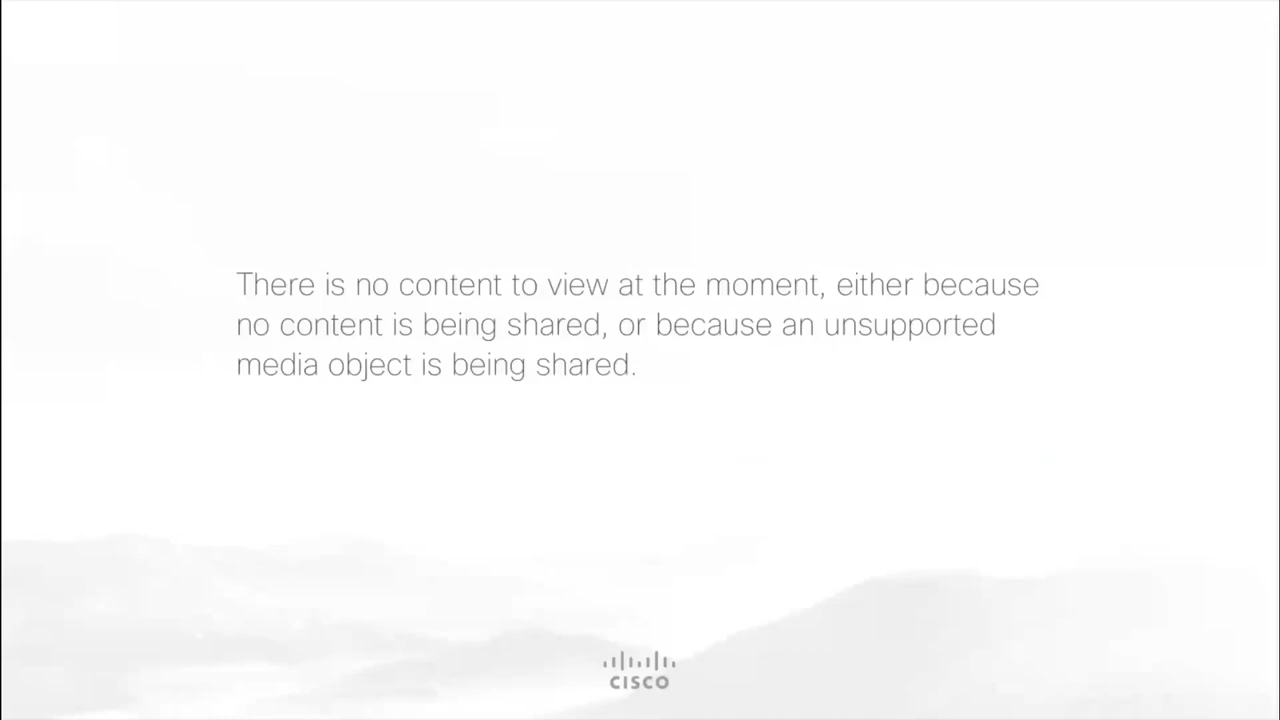 There is no content to view at the moment, either because
no content is being shared, or because an unsupported
media object is being shared.
CISCO